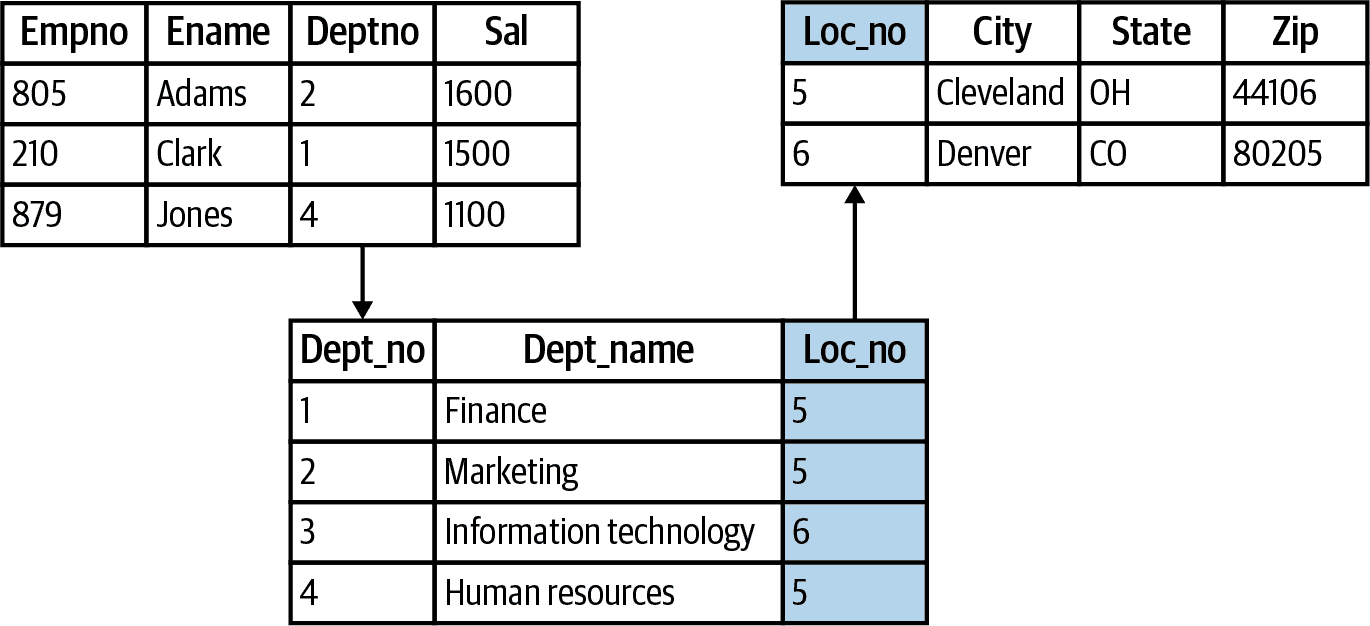 Empno Ename Deptno Sal
805 Adams 2 1600
210 Clark 1 1500
879 Jones 4 1100
Loc_no City State Zip
5 Cleveland OH 44106
6 Denver CO 80205
Dept_no Dept_name Loc_no
1 Finance 5
2 Marketing 5
3 Information technology 6
4 Human resources 5